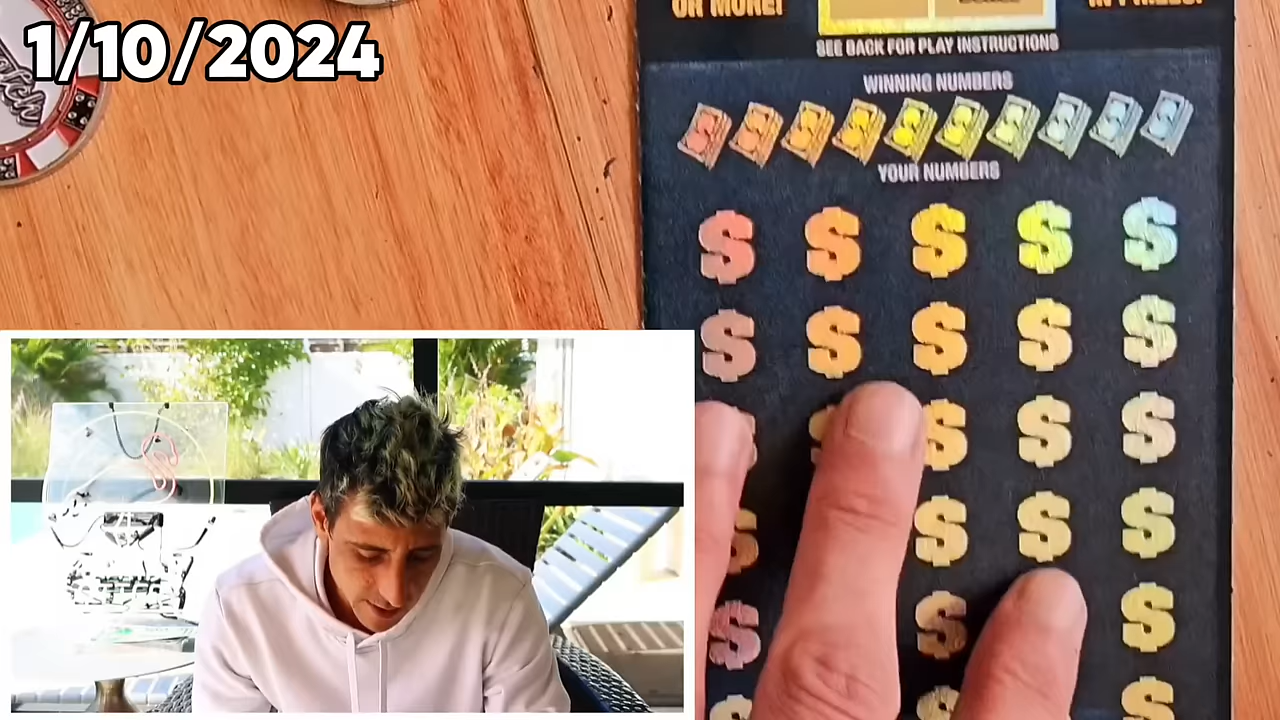 1/10/2024
OR MORE!
SEE BACK FOR PLAY INSTRUCTIONS
WINNING NUMBERS
YOUR NUMBERS
$ $ $ $ $
$ $ $ $ $
$ $ $ $
$ $ $ $
$ $ $
$ $ $